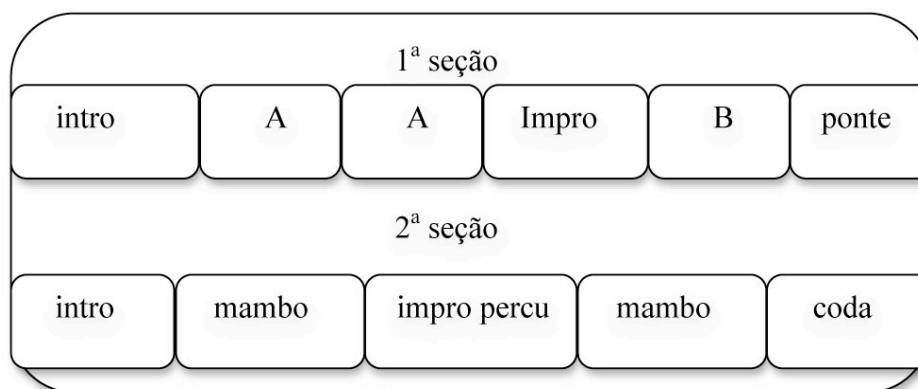 1ª seção
intro A A Impro B ponte
2ª seção
intro mambo impro percu mambo coda